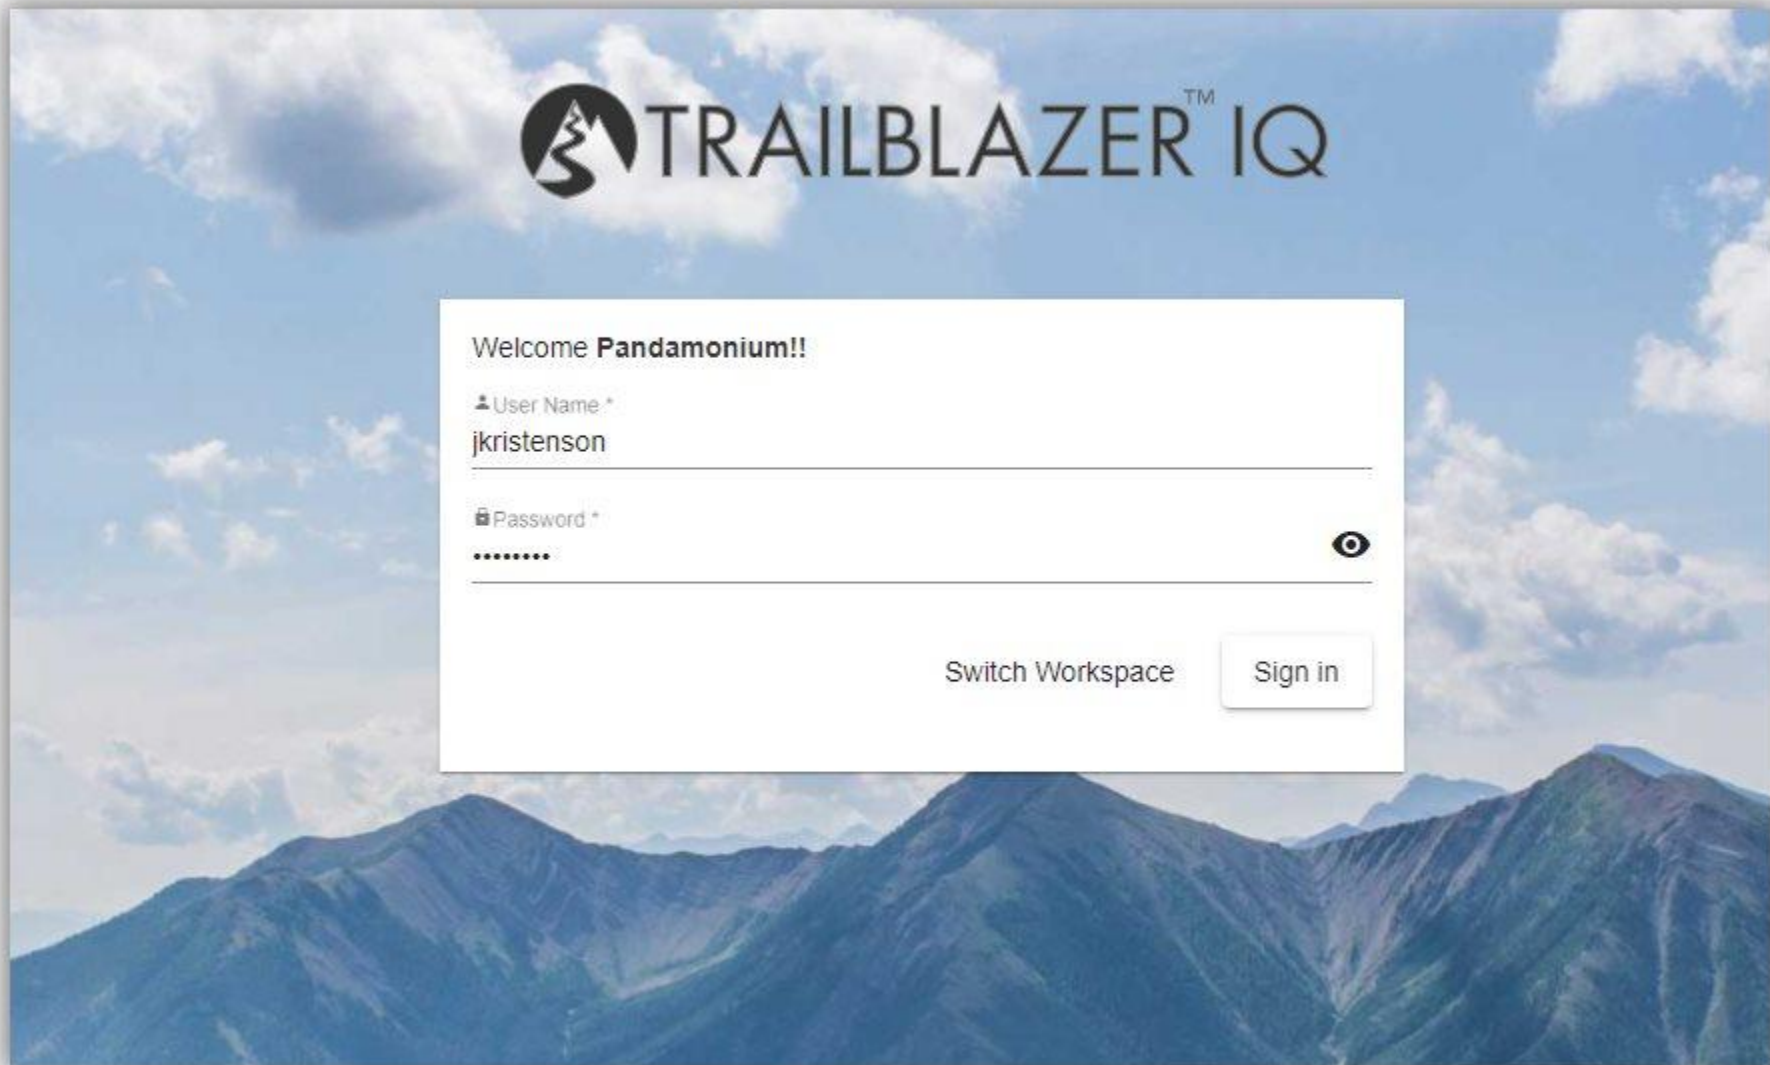 TRAILBLAZER™ IQ
Welcome Pandamonium!!
User Name *
jkristenson
Password *
••••••••
Switch Workspace
Sign in